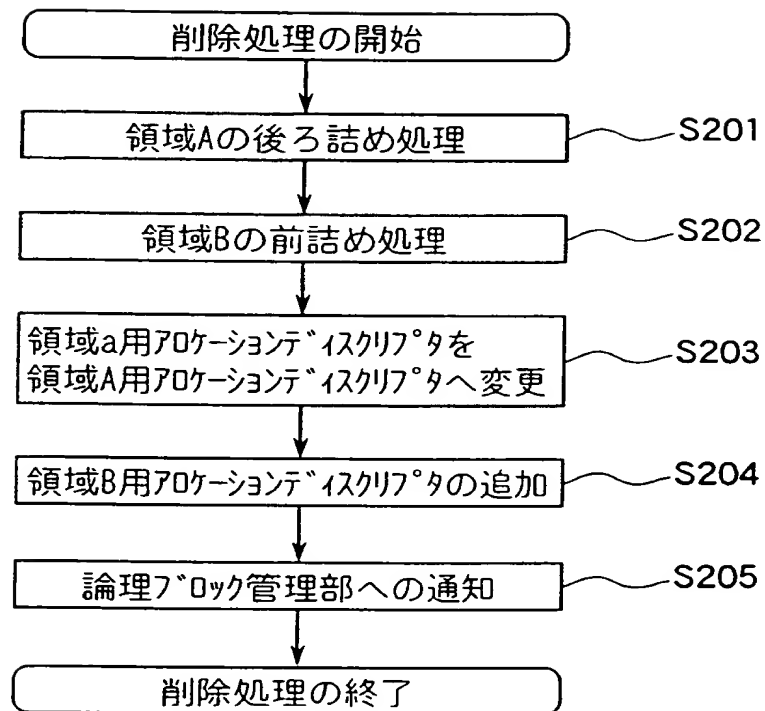 削除処理の開始
領域Aの後ろ詰め処理
S201
領域Bの前詰め処理
S202
領域a用ｱﾛｹｰｼｮﾝﾃﾞｨｽｸﾘﾌﾟﾀを
領域A用ｱﾛｹｰｼｮﾝﾃﾞｨｽｸﾘﾌﾟﾀへ変更
S203
領域B用ｱﾛｹｰｼｮﾝﾃﾞｨｽｸﾘﾌﾟﾀの追加
S204
論理ﾌﾞﾛｯｸ管理部への通知
S205
削除処理の終了